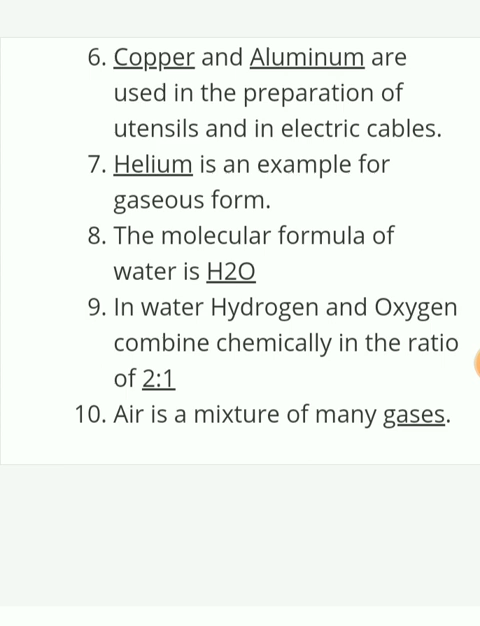 6. Copper and Aluminum are
used in the preparation of
utensils and in electric cables.
7. Helium is an example for
gaseous form.
8. The molecular formula of
water is H2O
9. In water Hydrogen and Oxygen
combine chemically in the ratio
of 2:1
10. Air is a mixture of many gases.